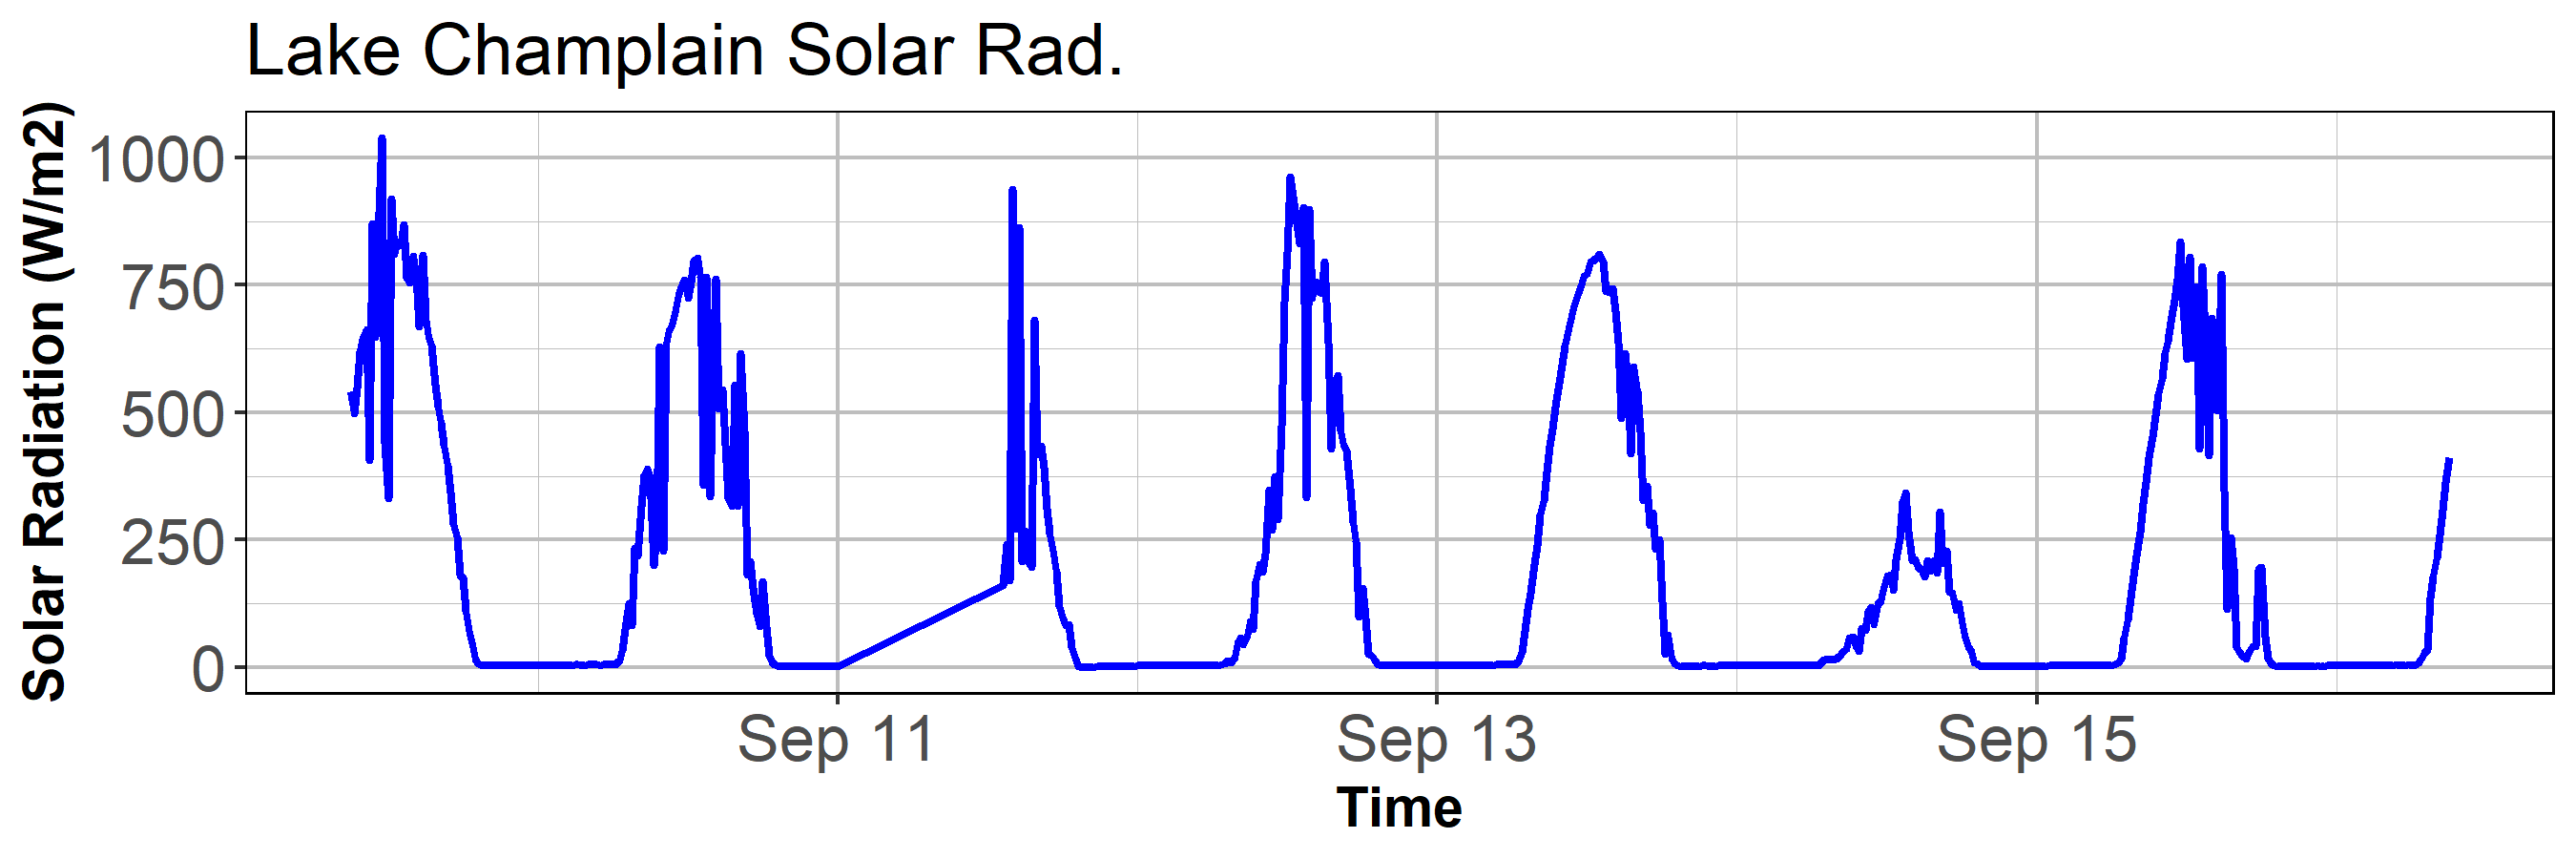 Lake Champlain Solar Rad.
Solar Radiation (W/m2)
1000
750
500
250
0
Sep 11
Sep 13
Sep 15
Time